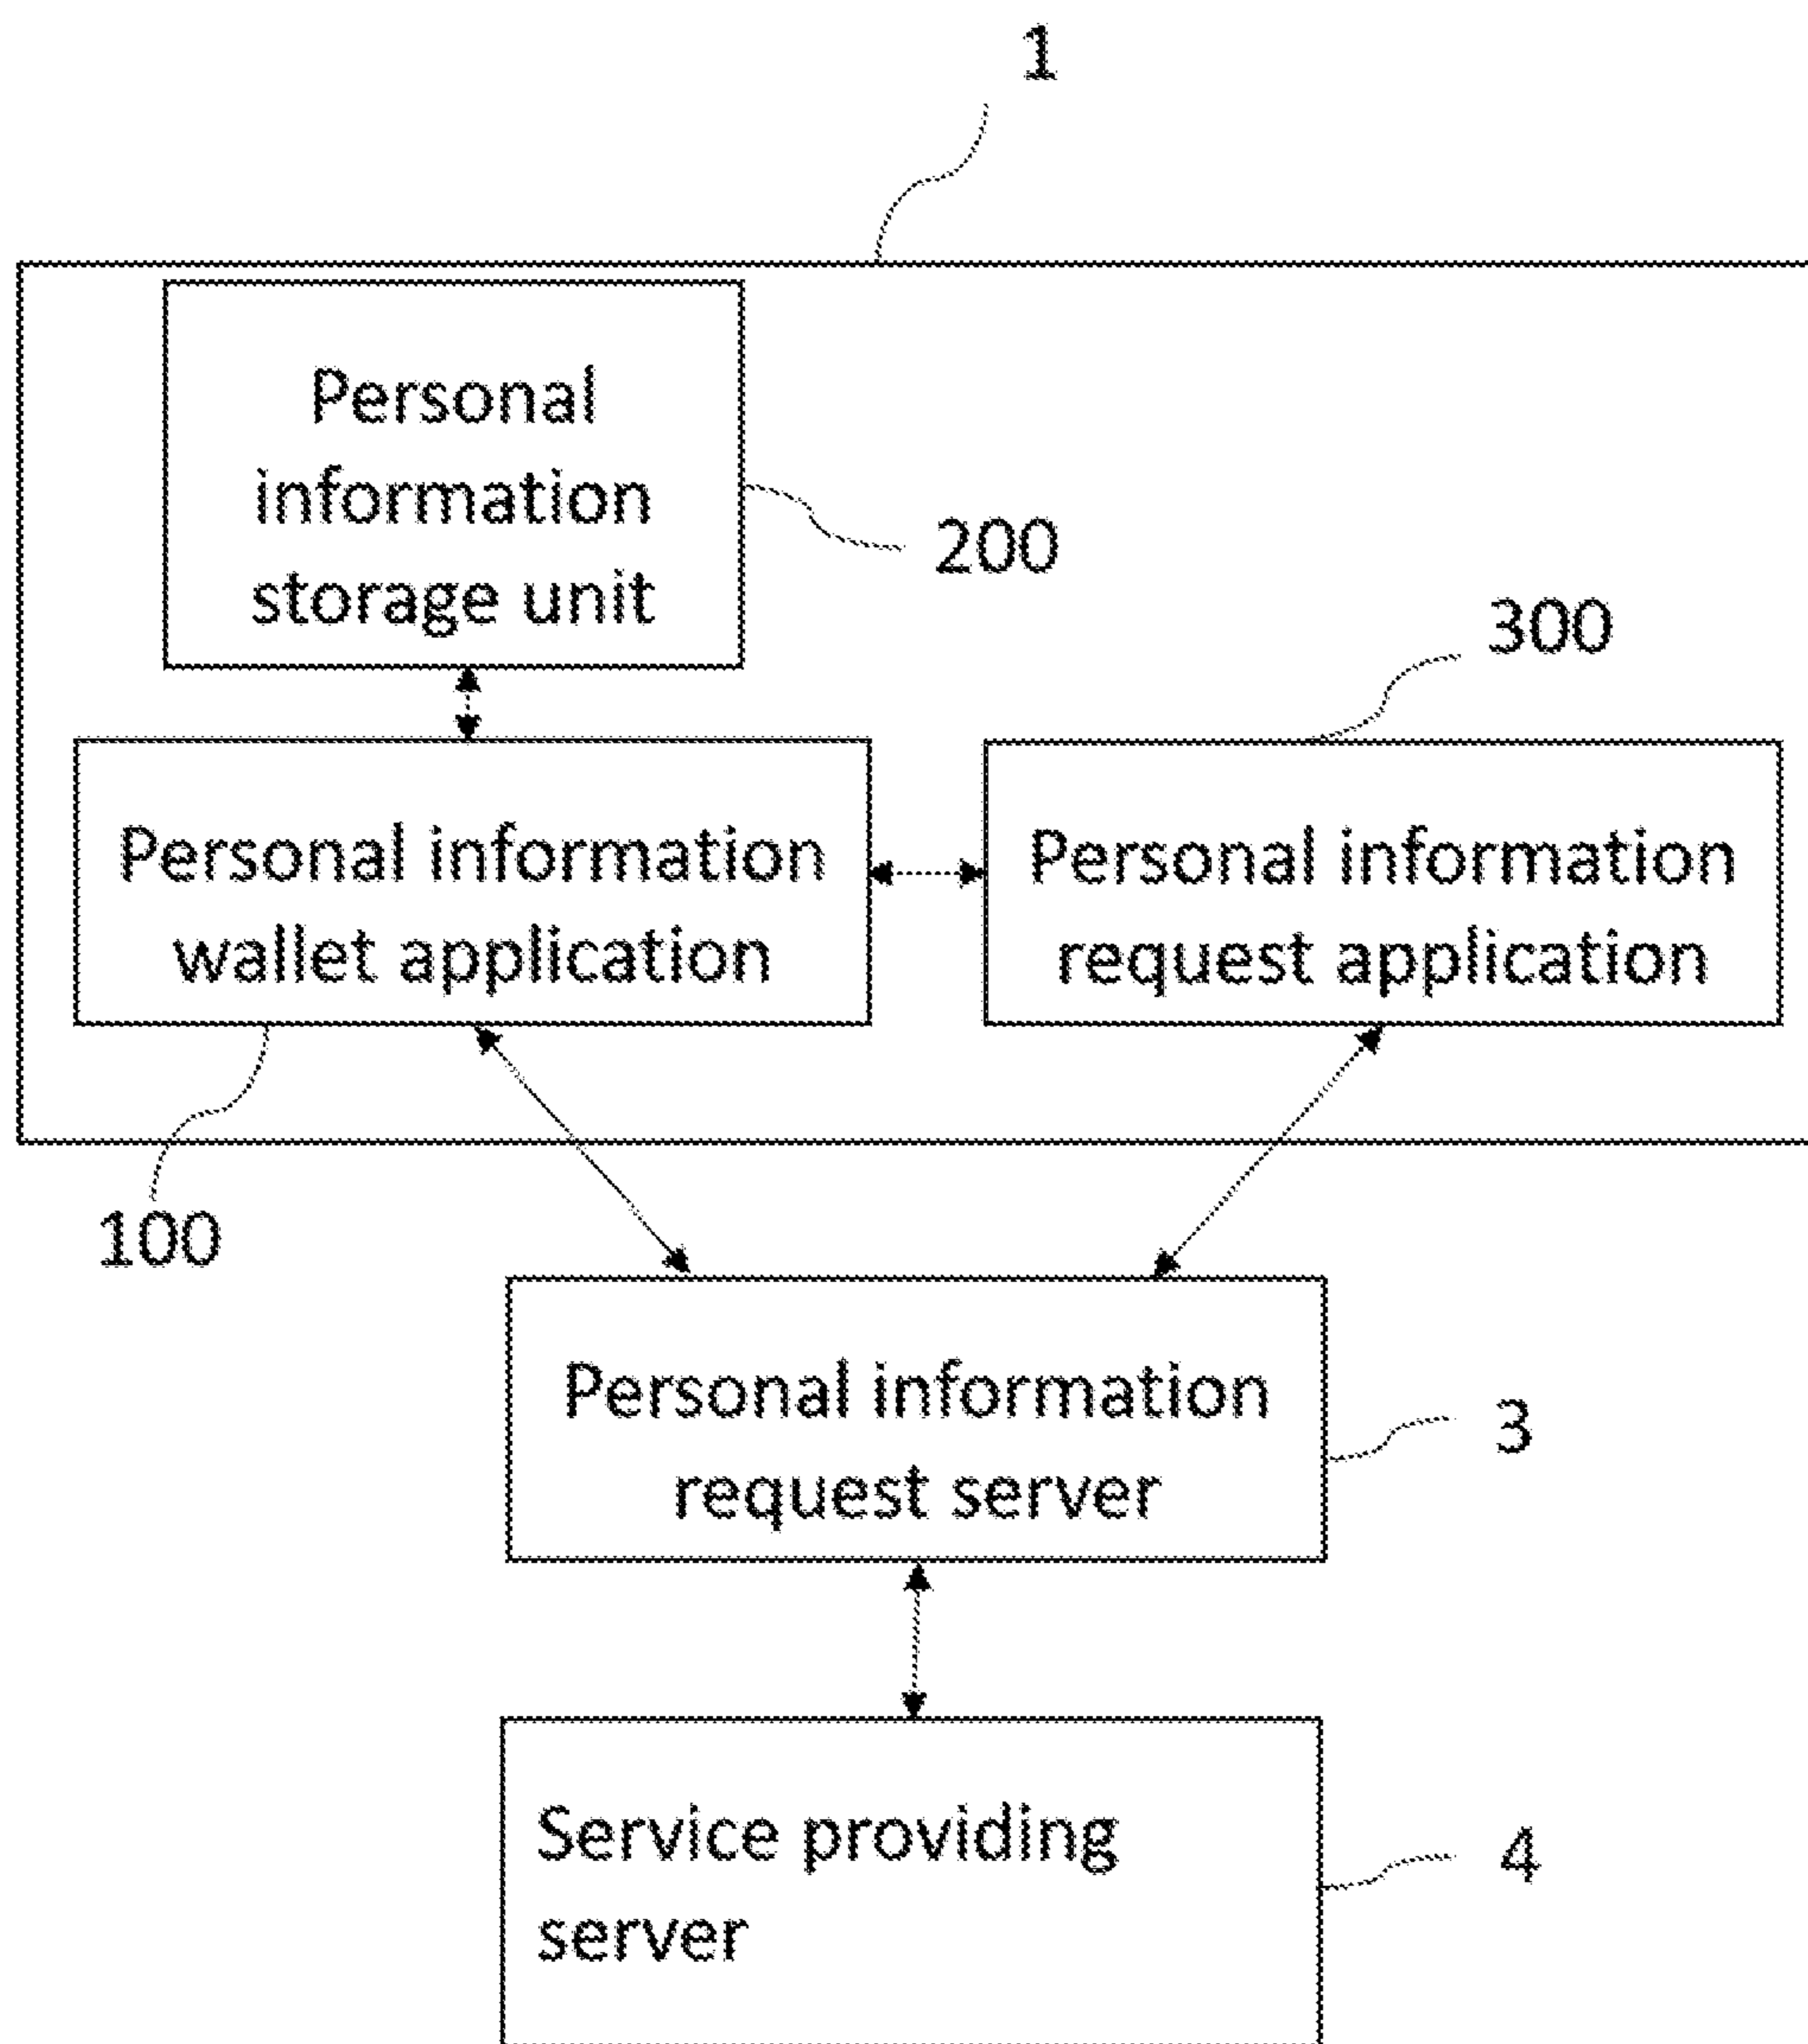 1
Personal
information
storage unit
200
300
Personal information
wallet application
Personal information
request application
100
Personal information
request server
3
Service providing
server
4